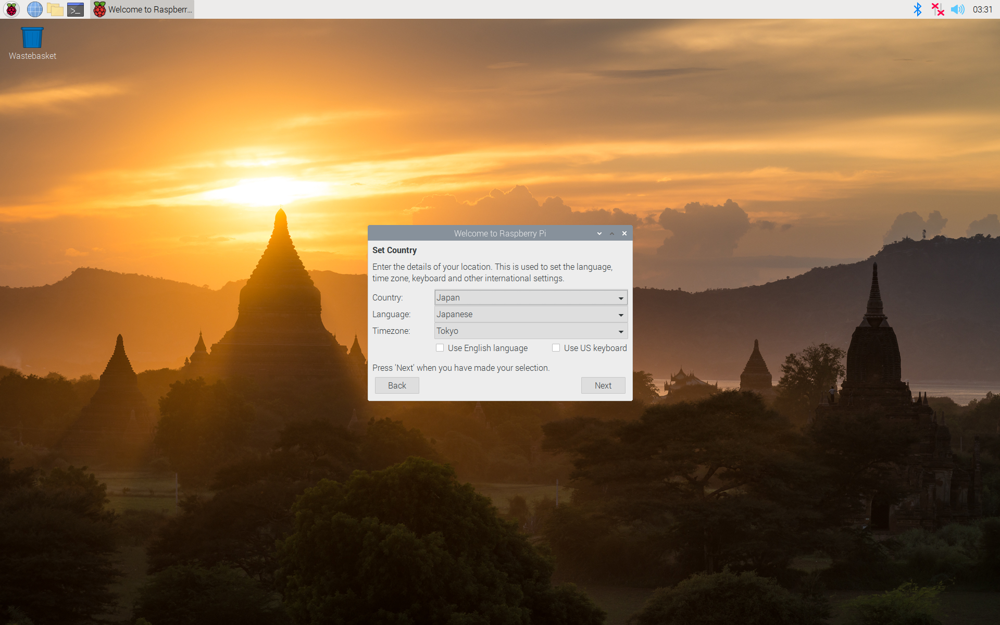 Welcome to Raspberr...
03:31
Wastebasket
Welcome to Raspberry Pi
Set Country
Enter the details of your location. This is used to set the language,
time zone, keyboard and other international settings.
Country: Japan
Language: Japanese
Timezone: Tokyo
Use English language Use US keyboard
Press 'Next' when you have made your selection.
Back Next